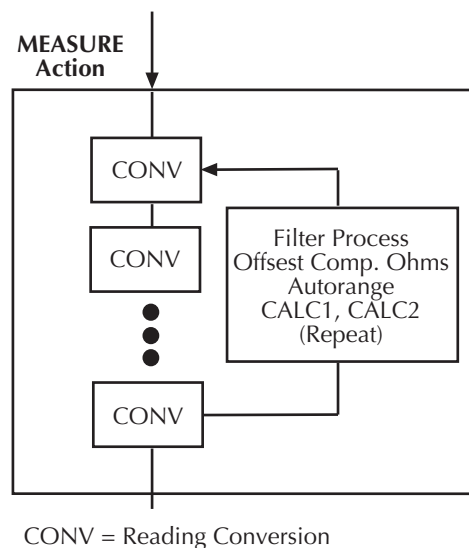 MEASURE
Action
CONV
CONV
CONV
Filter Process
Offsest Comp. Ohms
Autorange
CALC1, CALC2
(Repeat)
CONV = Reading Conversion